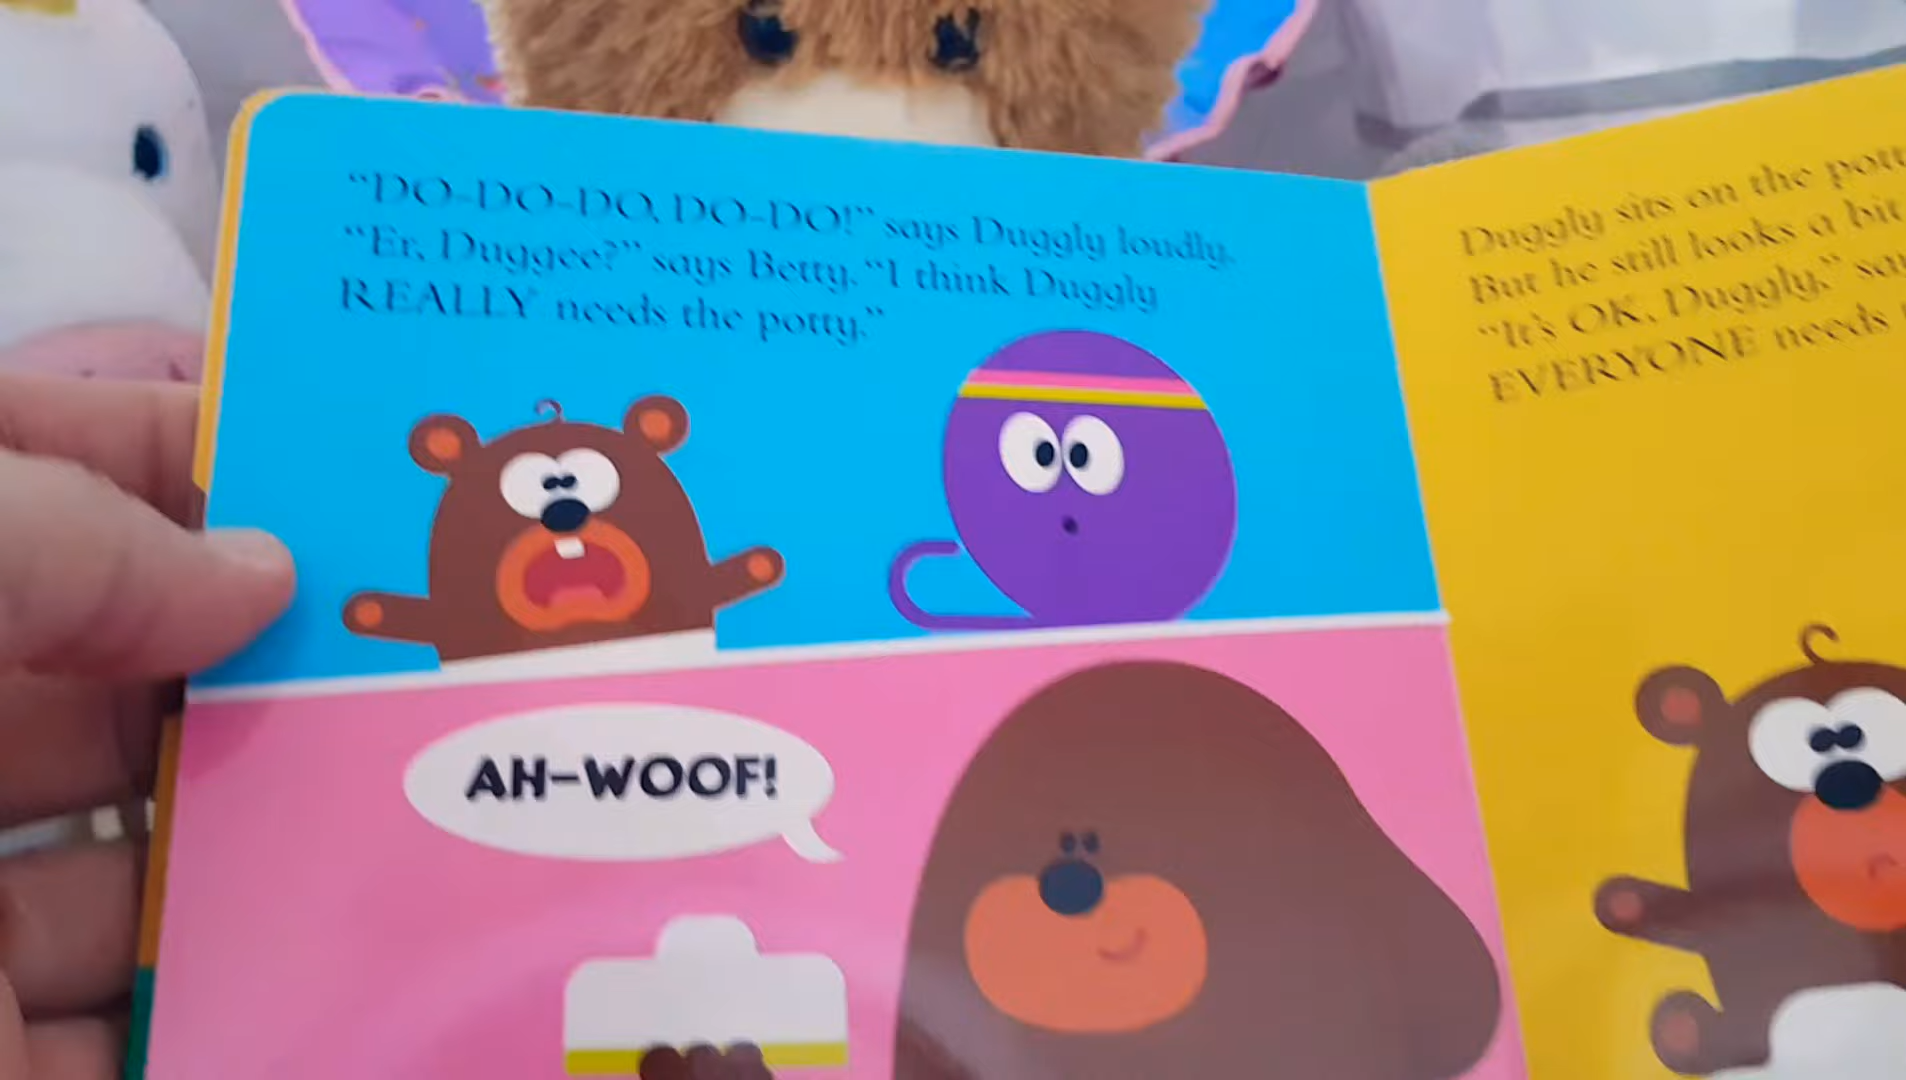 “DO-DO-DO, DO-DO!” says Duggly loudly.
“Er, Duggee?” says Betty. “I think Duggly
REALLY needs the potty.”
AH-WOOF!
Duggly sits on the
But he still looks a bit
“It’s OK, Duggly,”
EVERYONE needs